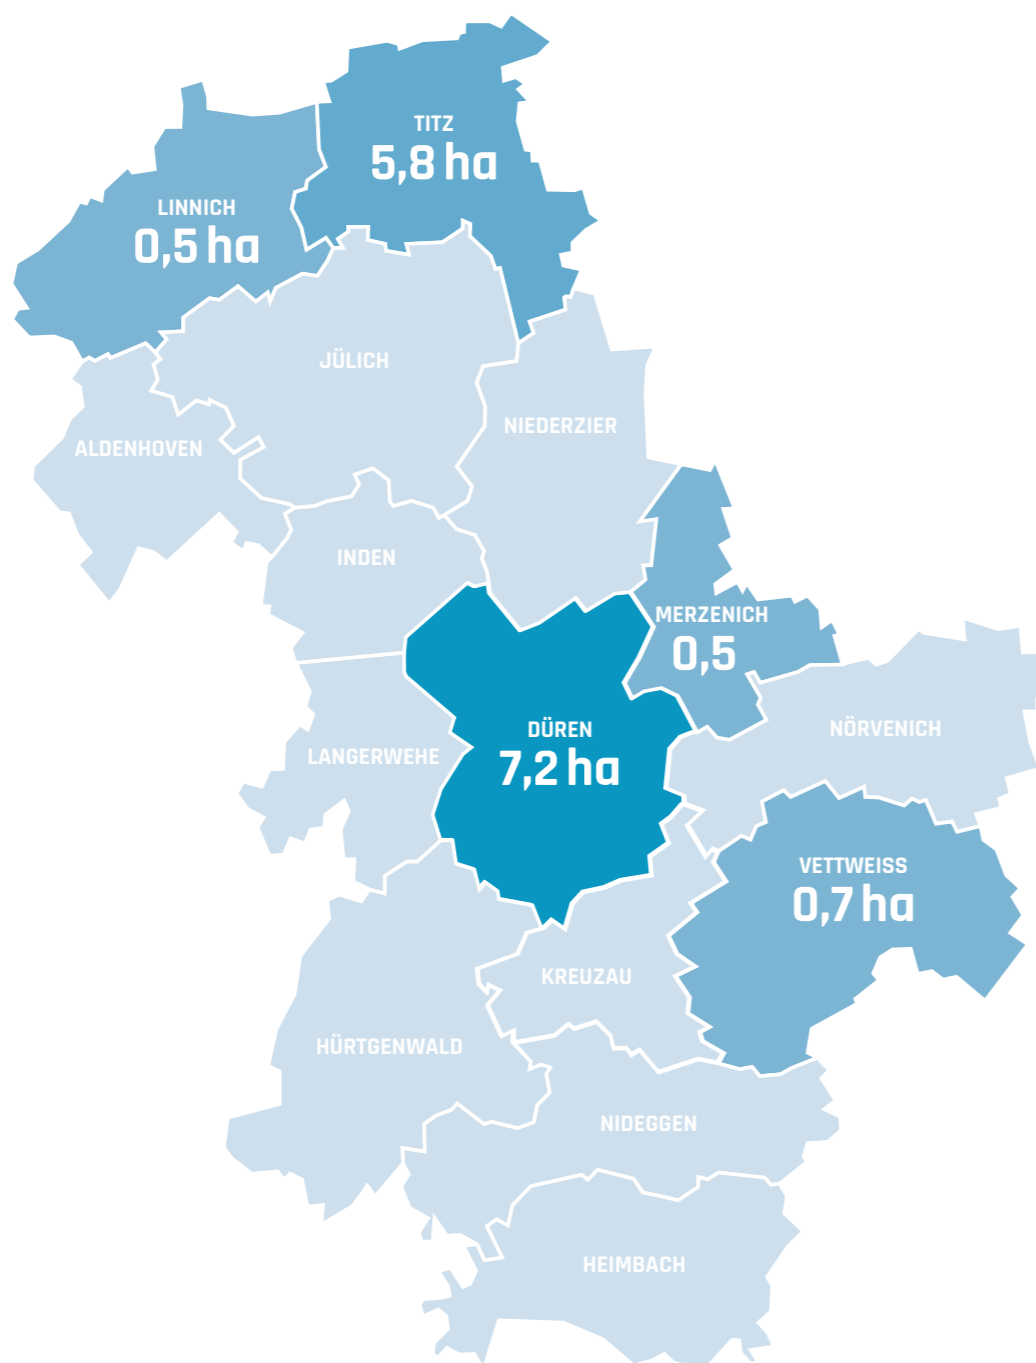 TITZ
5,8 ha
LINNICH
0,5 ha
JÜLICH
NIEDERZIER
ALDENHOVEN
INDEN
MERZENICH
0,5
DÜREN
7,2 ha
NÖRVENICH
LANGERWEHE
VETTWEISS
0,7 ha
KREUZAU
HÜRTGENWALD
NIDEGGEN
HEIMBACH